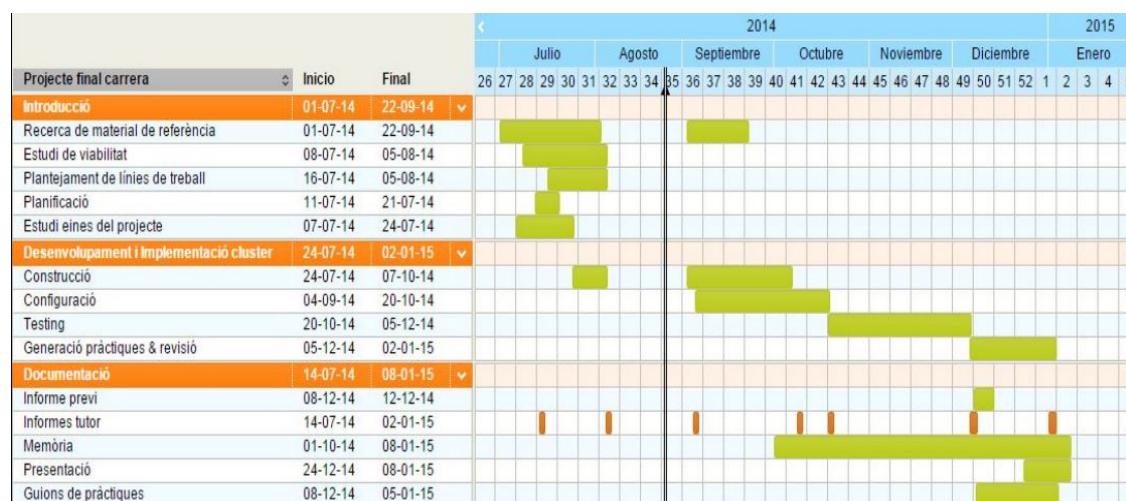 2014 2015
Julio Agosto Septiembre Octubre Noviembre Diciembre Enero
Projecte final carrera Inicio Final 26 27 28 29 30 31 32 33 34 35 36 37 38 39 40 41 42 43 44 45 46 47 48 49 50 51 52 1 2 3 4
Introducció 01-07-14 22-09-14
Recerca de material de referència 01-07-14 22-09-14
Estudi de viabilitat 08-07-14 05-08-14
Plantejament de línies de treball 16-07-14 05-08-14
Planificació 11-07-14 21-07-14
Estudi eines del projecte 07-07-14 24-07-14
Desenvolupament i Implementació cluster 24-07-14 02-01-15
Construcció 24-07-14 07-10-14
Configuració 04-09-14 20-10-14
Testing 20-10-14 05-12-14
Generació pràctiques & revisió 05-12-14 02-01-15
Documentació 14-07-14 08-01-15
Informe previ 08-12-14 12-12-14
Informes tutor 14-07-14 02-01-15
Memòria 01-10-14 08-01-15
Presentació 24-12-14 08-01-15
Guions de pràctiques 08-12-14 05-01-15